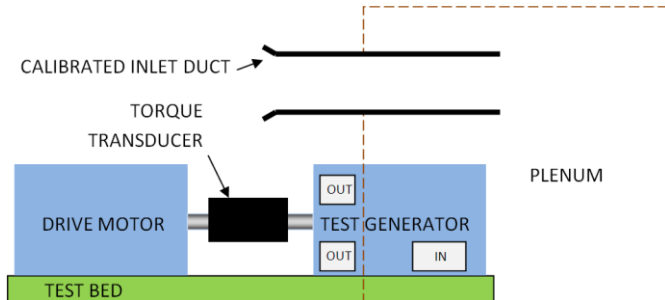 CALIBRATED INLET DUCT
TORQUE
TRANSDUCER
PLENUM
OUT
DRIVE MOTOR
TEST GENERATOR
OUT
IN
TEST BED